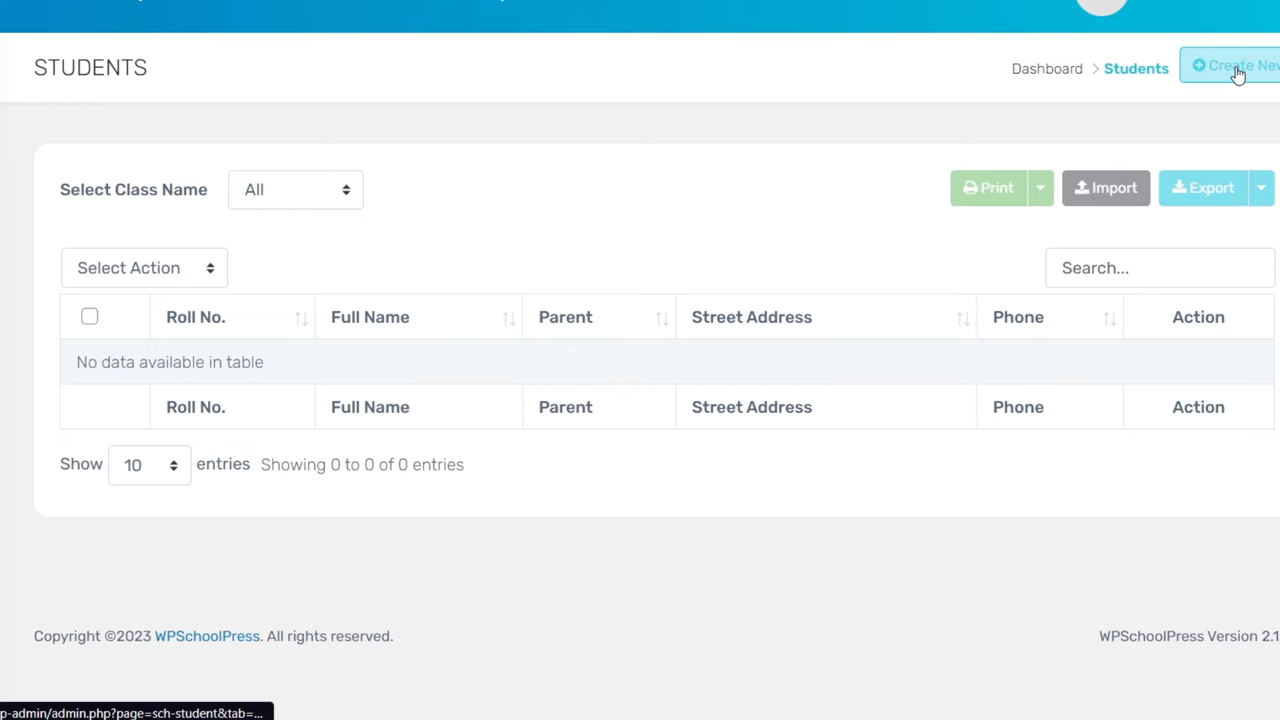 STUDENTS
Dashboard > Students
Create New
Select Class Name All
Print Import Export
Select Action Search...
Roll No. Full Name Parent Street Address Phone Action
No data available in table
Roll No. Full Name Parent Street Address Phone Action
Show 10 entries Showing 0 to 0 of 0 entries
Copyright ©2023 WPSchoolPress. All rights reserved.
WPSchoolPress Version 2.1
p-admin/admin.php?page=sch-student&tab=...